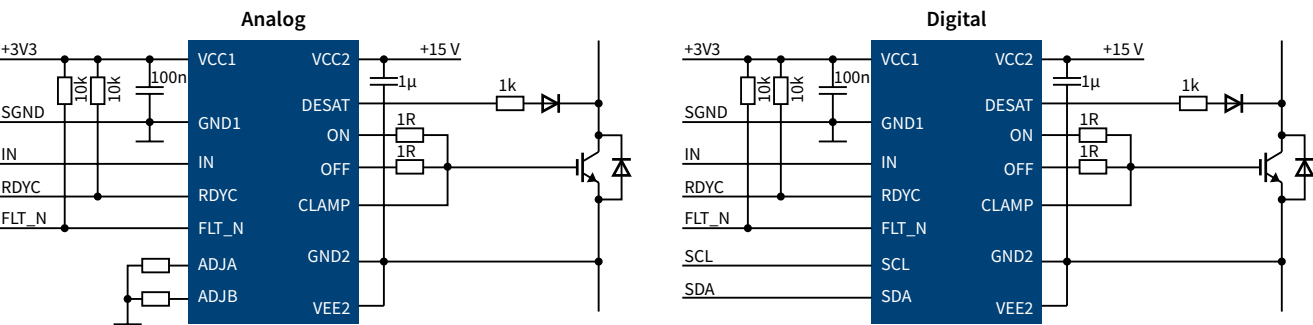 Analog
+3V3
10k
10k
100n
SGND
IN
RDYC
FLT_N
VCC1
GND1
IN
RDYC
FLT_N
ADJA
ADJB
VCC2
DESAT
ON
OFF
CLAMP
GND2
VEE2
+15 V
1µ
1k
1R
1R
Digital
+3V3
10k
10k
100n
SGND
IN
RDYC
FLT_N
SCL
SDA
VCC1
GND1
IN
RDYC
FLT_N
SCL
SDA
VCC2
DESAT
ON
OFF
CLAMP
GND2
VEE2
+15 V
1µ
1k
1R
1R